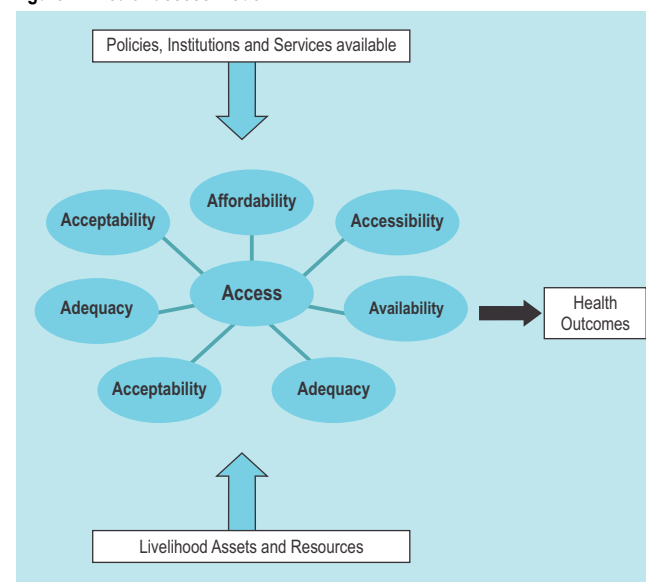 Policies, Institutions and Services available
Affordability
Acceptability
Accessibility
Access
Adequacy
Availability
Health
Outcomes
Acceptability
Adequacy
Livelihood Assets and Resources